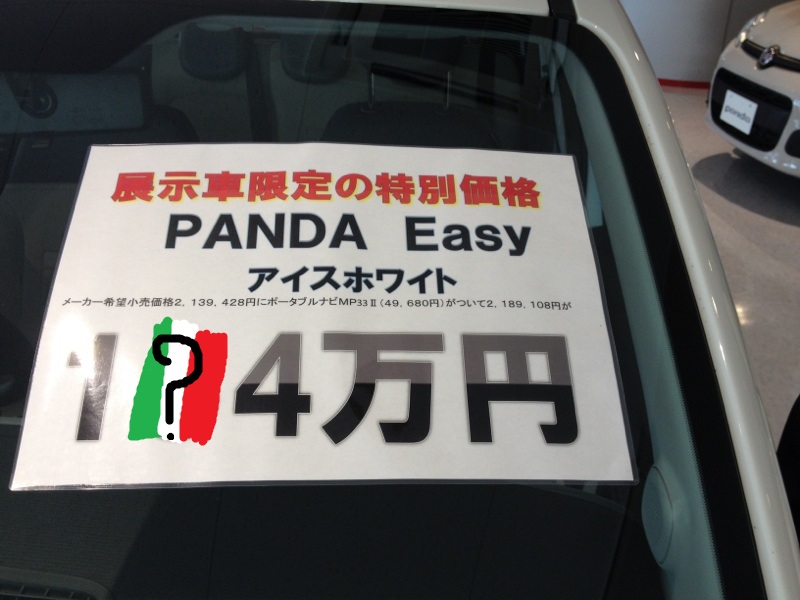 展示車限定の特別価格
PANDA Easy
アイスホワイト
メーカー希望小売価格2,139,428円にポータブルナビMP33Ⅱ(49,680円)がついて2,189,108円が
1?4万円
panda